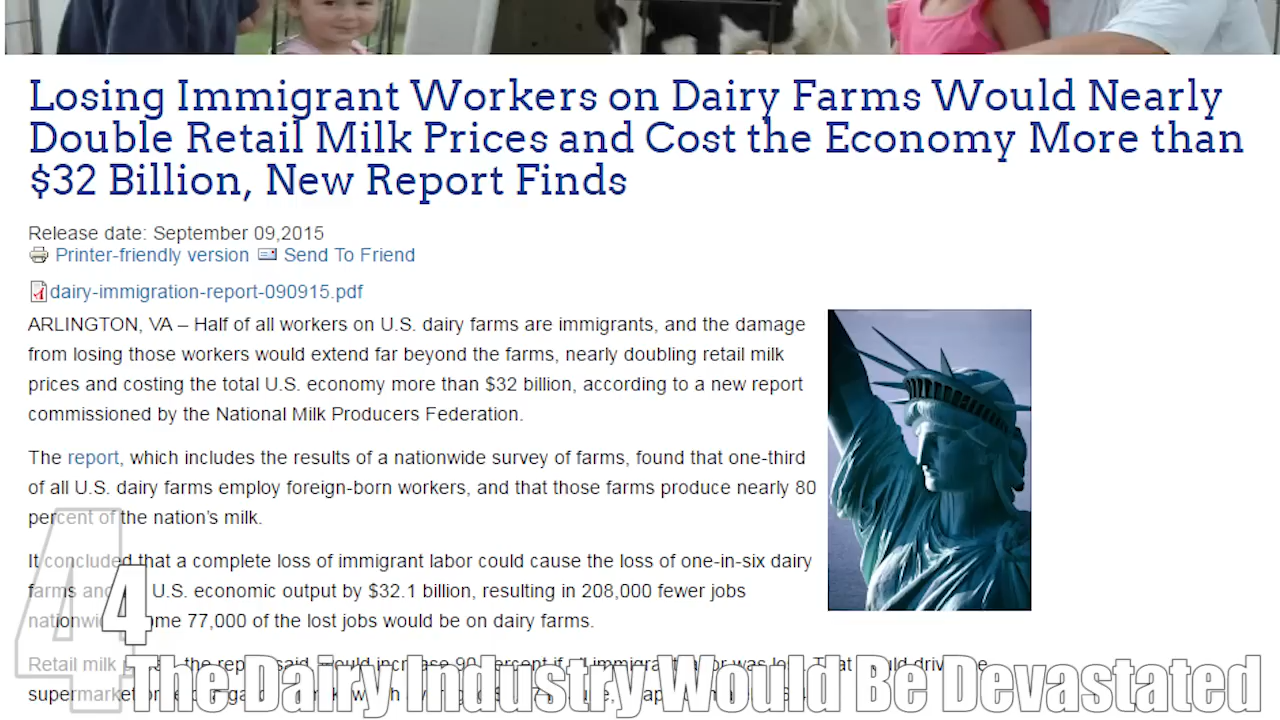 Losing Immigrant Workers on Dairy Farms Would Nearly
Double Retail Milk Prices and Cost the Economy More than
$32 Billion, New Report Finds
Release date: September 09,2015
Printer-friendly version Send To Friend
dairy-immigration-report-090915.pdf
ARLINGTON, VA – Half of all workers on U.S. dairy farms are immigrants, and the damage
from losing those workers would extend far beyond the farms, nearly doubling retail milk
prices and costing the total U.S. economy more than $32 billion, according to a new report
commissioned by the National Milk Producers Federation.
The report, which includes the results of a nationwide survey of farms, found that one-third
of all U.S. dairy farms employ foreign-born workers, and that those farms produce nearly 80
percent of the nation's milk.
It concluded that a complete loss of immigrant labor could cause the loss of one-in-six dairy
farms and U.S. economic output by $32.1 billion, resulting in 208,000 fewer jobs
77,000 of the lost jobs would be on dairy farms.
Retail milk the said
supermarket
4
4
The Dairy Industry Would Be Devastated